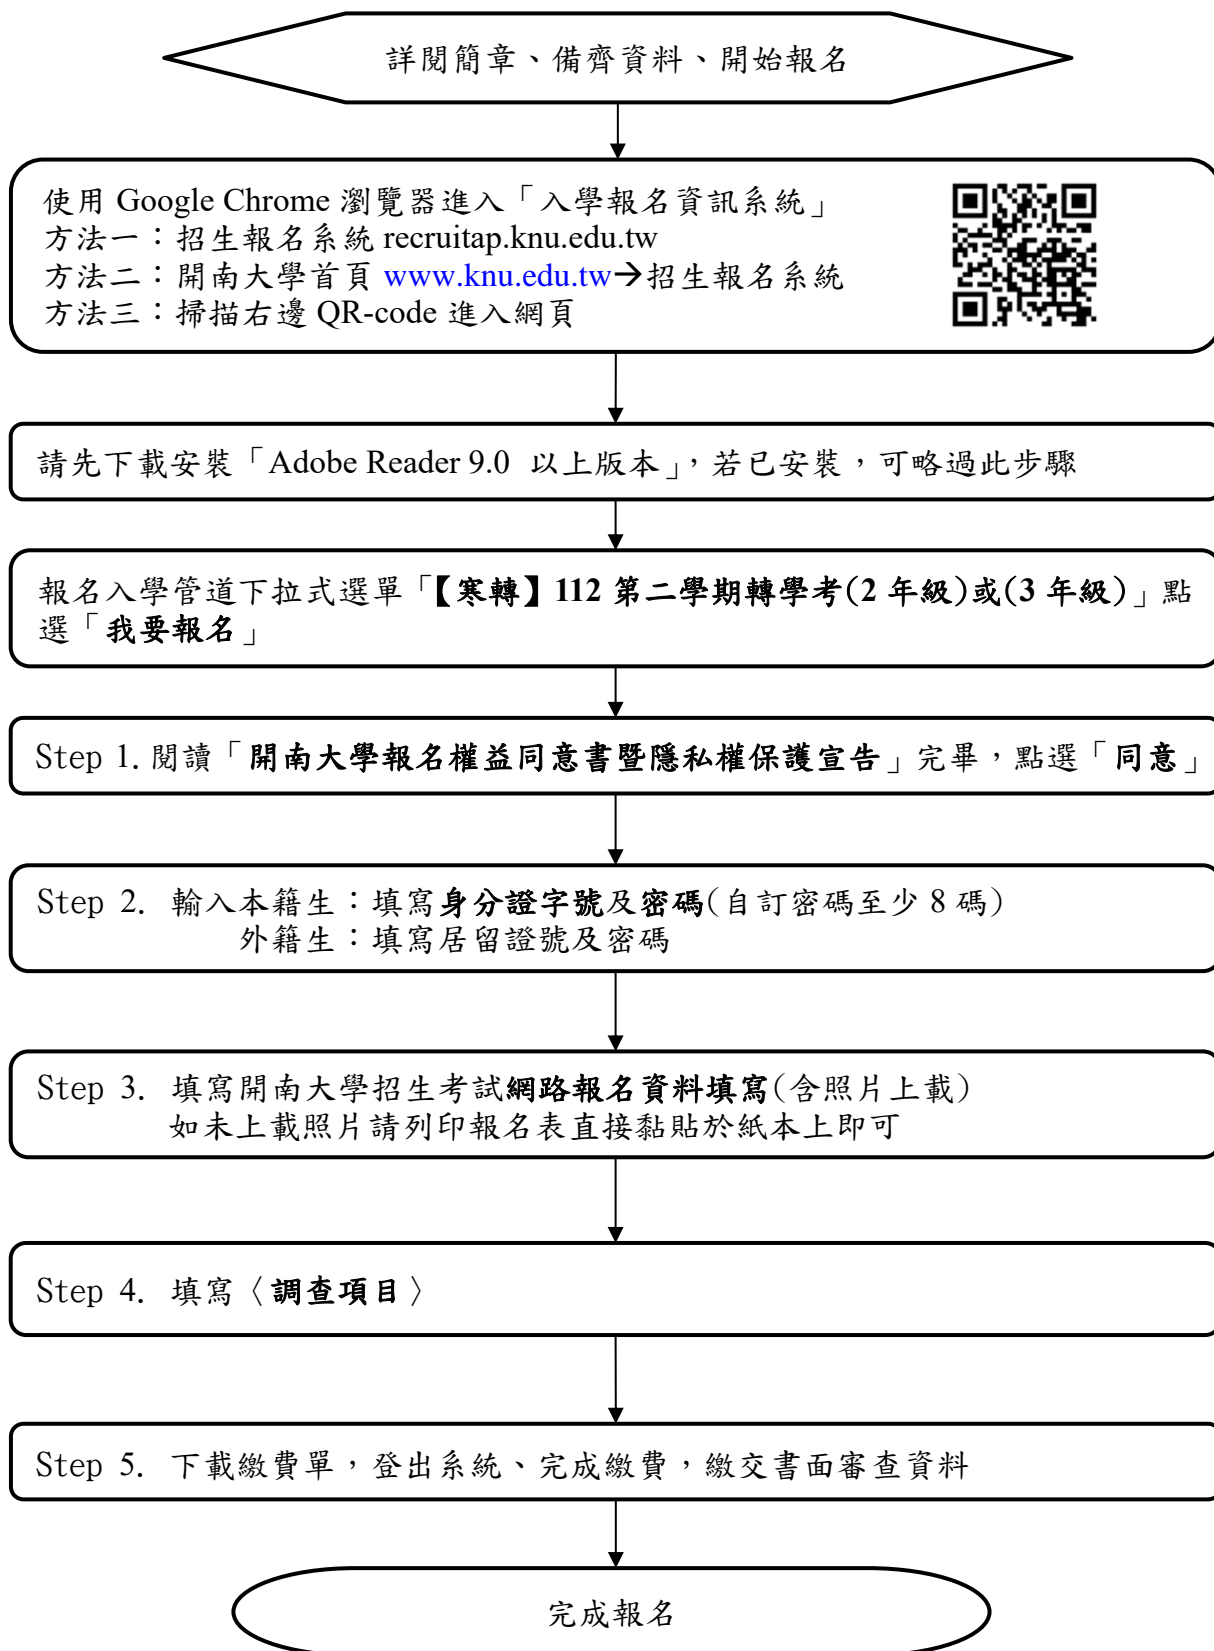 詳閱簡章、備齊資料、開始報名
使用 Google Chrome 瀏覽器進入「入學報名資訊系統」
方法一：招生報名系統 recruitap.knu.edu.tw
方法二：開南大學首頁 www.knu.edu.tw→招生報名系統
方法三：掃描右邊 QR-code 進入網頁
請先下載安裝「Adobe Reader 9.0 以上版本」，若已安裝，可略過此步驟
報名入學管道下拉式選單「【寒轉】112 第二學期轉學考(2 年級)或(3 年級)」點
選「我要報名」
Step 1. 閱讀「開南大學報名權益同意書暨隱私權保護宣告」完畢，點選「同意」
Step 2. 輸入本籍生：填寫身分證字號及密碼(自訂密碼至少 8 碼)
外籍生：填寫居留證號及密碼
Step 3. 填寫開南大學招生考試網路報名資料填寫(含照片上載)
如未上載照片請列印報名表直接黏貼於紙本上即可
Step 4. 填寫〈調查項目〉
Step 5. 下載繳費單，登出系統、完成繳費，繳交書面審查資料
完成報名